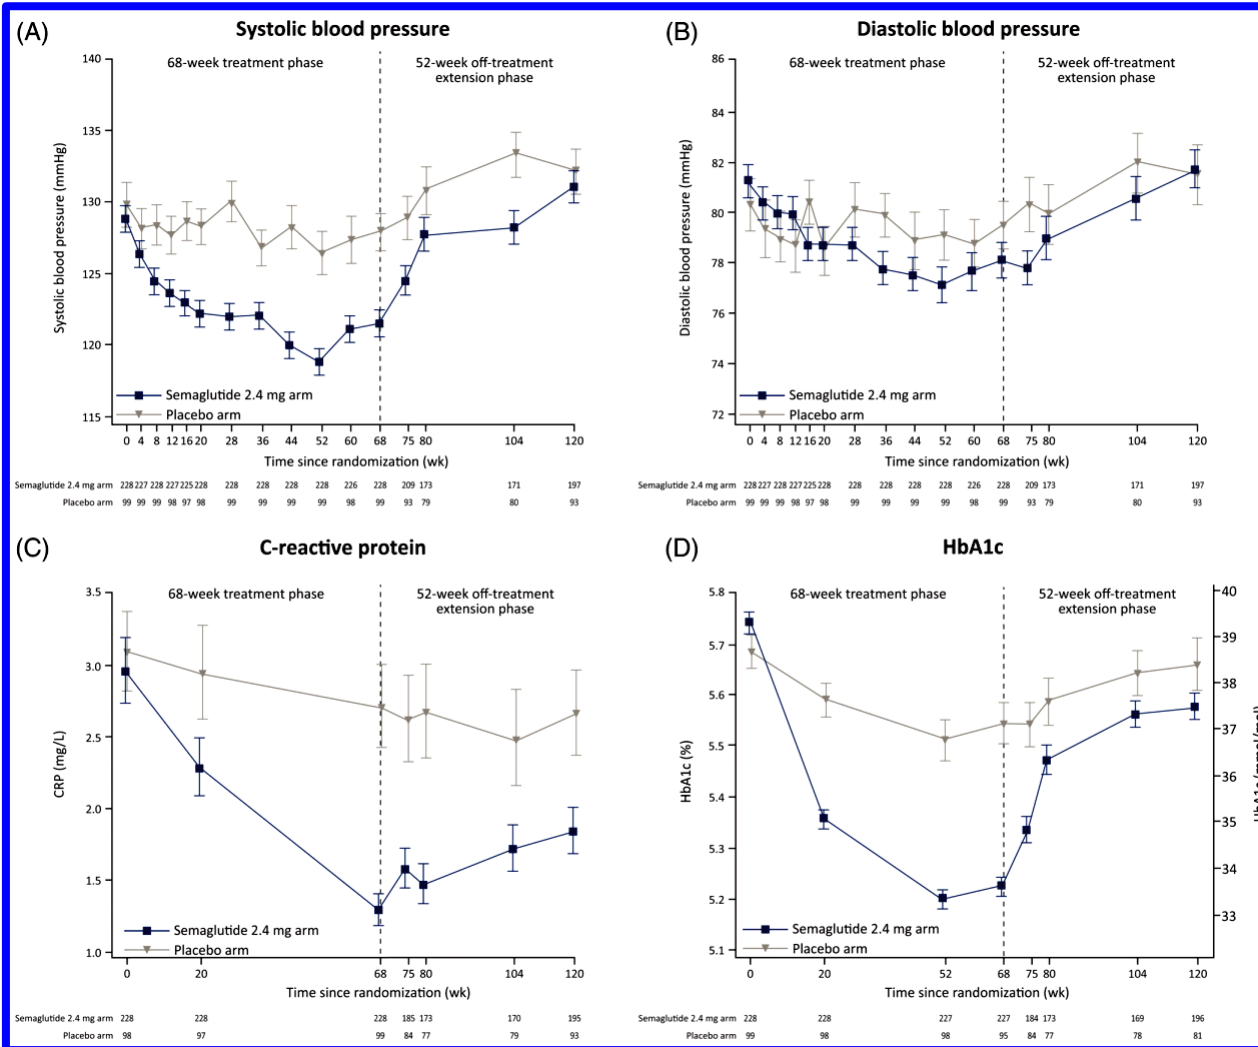 (A)
Systolic blood pressure
140
135
130
125
120
115
Systolic blood pressure (mmHg)
68-week treatment phase
52-week off-treatment
extension phase
Semaglutide 2.4 mg arm
Placebo arm
0 4 8 12 16 20 28 36 44 52 60 68 75 80 104 120
Time since randomization (wk)
Semaglutide 2.4 mg arm 228 227 228 227 225 228 228 228 228 228 226 228 209 173 171 197
Placebo arm 99 99 99 98 97 98 99 99 99 99 98 99 93 79 80 93
(B)
Diastolic blood pressure
86
84
82
80
78
76
74
72
Diastolic blood pressure (mmHg)
68-week treatment phase
52-week off-treatment
extension phase
Semaglutide 2.4 mg arm
Placebo arm
0 4 8 12 16 20 28 36 44 52 60 68 75 80 104 120
Time since randomization (wk)
Semaglutide 2.4 mg arm 228 227 228 227 225 228 228 228 228 228 226 228 209 173 171 197
Placebo arm 99 99 99 98 97 98 99 99 99 99 98 99 93 79 80 93
(C)
C-reactive protein
3.5
3.0
2.5
2.0
1.5
1.0
CRP (mg/L)
68-week treatment phase
52-week off-treatment
extension phase
Semaglutide 2.4 mg arm
Placebo arm
0 20 68 75 80 104 120
Time since randomization (wk)
Semaglutide 2.4 mg arm 228 228 228 185 173 170 195
Placebo arm 98 97 99 84 77 79 93
(D)
HbA1c
5.8
5.7
5.6
5.5
5.4
5.3
5.2
5.1
HbA1c (%)
68-week treatment phase
52-week off-treatment
extension phase
40
39
38
37
36
35
34
33
Semaglutide 2.4 mg arm
Placebo arm
0 20 52 68 75 80 104 120
Time since randomization (wk)
Semaglutide 2.4 mg arm 228 228 227 227 184 173 169 196
Placebo arm 99 98 98 95 84 77 78 81